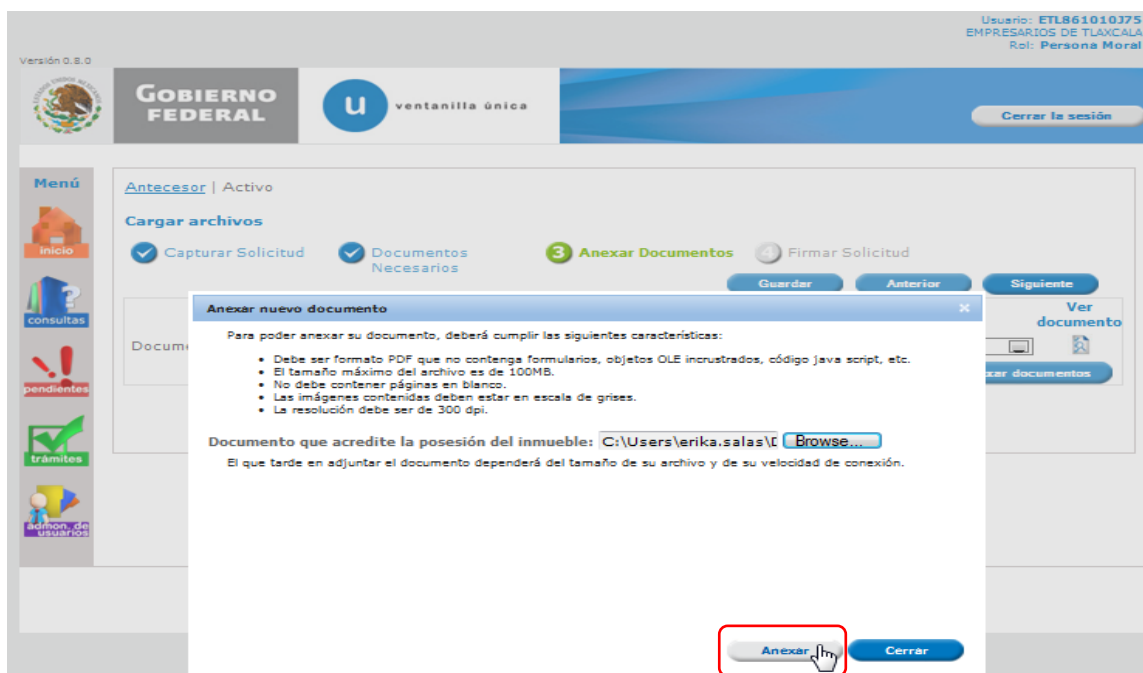 Usuario: ETL861010J75
EMPRESARIOS DE TLAXCALA
Rol: Persona Moral
Versión 0.8.0
GOBIERNO
FEDERAL
u
ventanilla única
Cerrar la sesión
Menú
Antecesor | Activo
Cargar archivos
inicio
Capturar Solicitud
Documentos
Necesarios
3 Anexar Documentos
4 Firmar Solicitud
Guardar
Anterior
Siguiente
consultas
Anexar nuevo documento
x
Ver
documento
Para poder anexar su documento, deberá cumplir las siguientes características:
Docum
• Debe ser formato PDF que no contenga formularios, objetos OLE incrustrados, código java script, etc.
• El tamaño máximo del archivo es de 100MB.
• No debe contener páginas en blanco.
• Las imágenes contenidas deben estar en escala de grises.
• La resolución debe ser de 300 dpi.
xar documentos
pendientes
Documento que acredite la posesión del inmueble: C:\Users\erika.salas\D Browse...
El que tarde en adjuntar el documento dependerá del tamaño de su archivo y de su velocidad de conexión.
trámites
admon. de
usuarios
Anexar
Cerrar